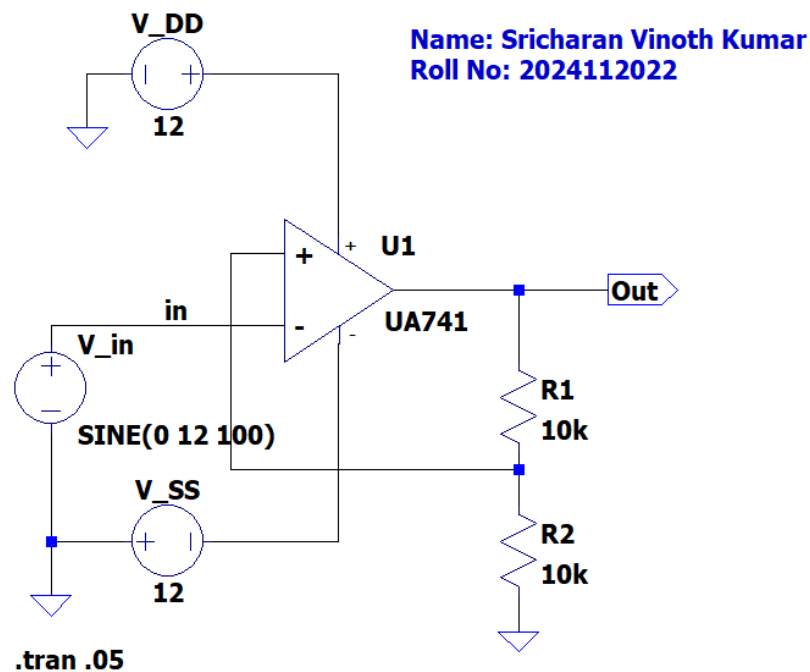 V_DD
Name: Sricharan Vinoth Kumar
Roll No: 2024112022
- +
12
+
+ U1
Out
in
-
-
UA741
V_in
+
R1
-
10k
SINE(0 12 100)
V_SS
+ -
R2
10k
12
.tran .05